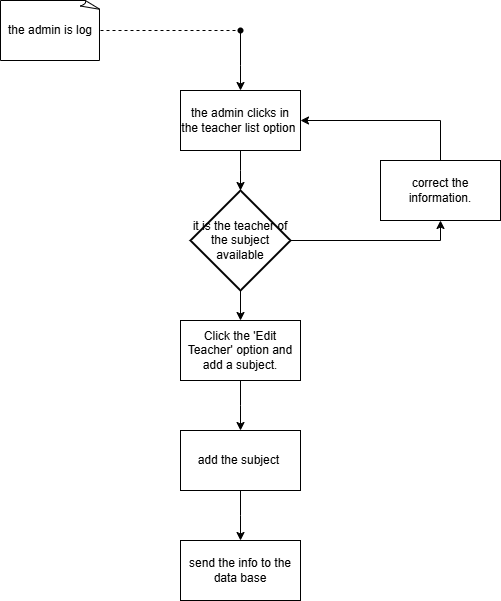 the admin is log
the admin clicks in
the teacher list option
correct the
information.
it is the teacher of
the subject
available
Click the 'Edit
Teacher' option and
add a subject.
add the subject
send the info to the
data base